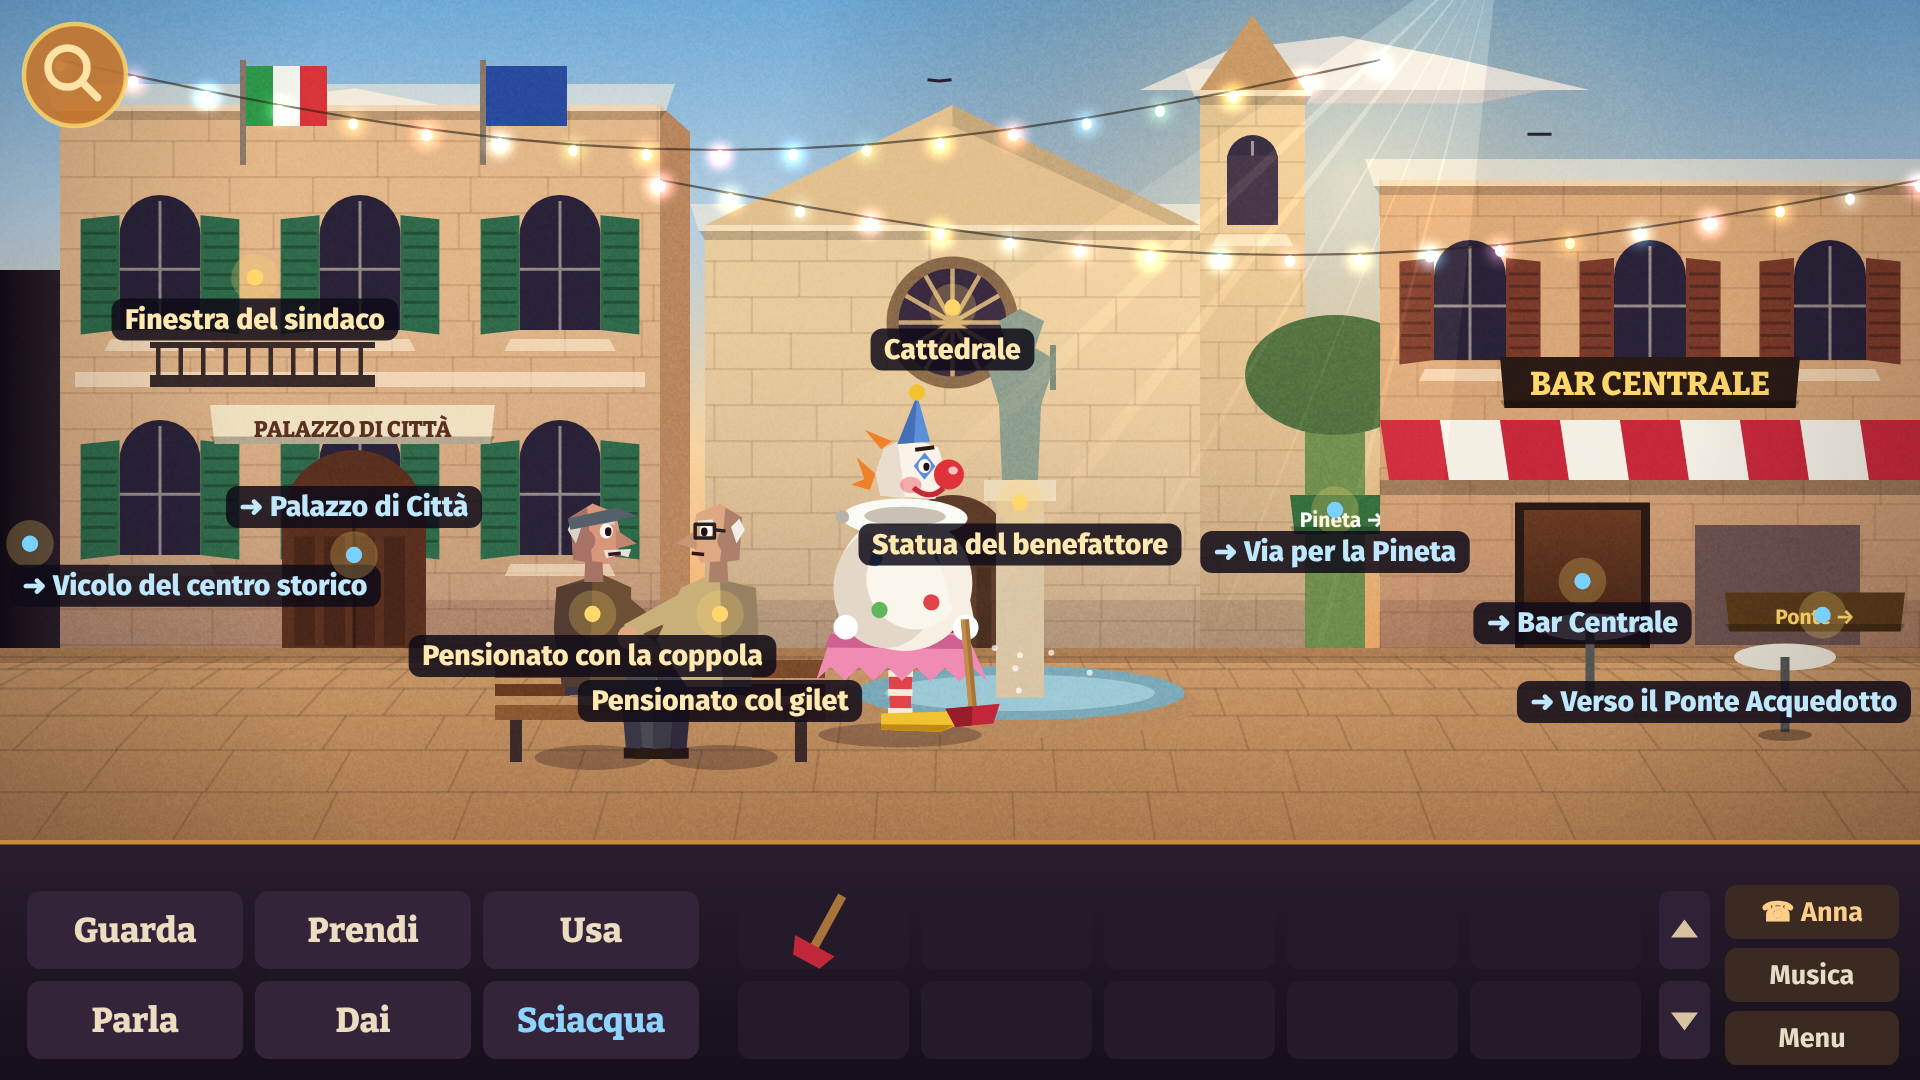 Finestra del sindaco
Cattedrale
BAR CENTRALE
PALAZZO DI CITTÀ
➜ Palazzo di Città
Pineta →
Statua del benefattore
➜ Via per la Pineta
➜ Vicolo del centro storico
Ponte →
➜ Bar Centrale
Pensionato con la coppola
Pensionato col gilet
➜ Verso il Ponte Acquedotto
Guarda
Prendi
Usa
☎ Anna
Musica
Parla
Dai
Sciacqua
Menu